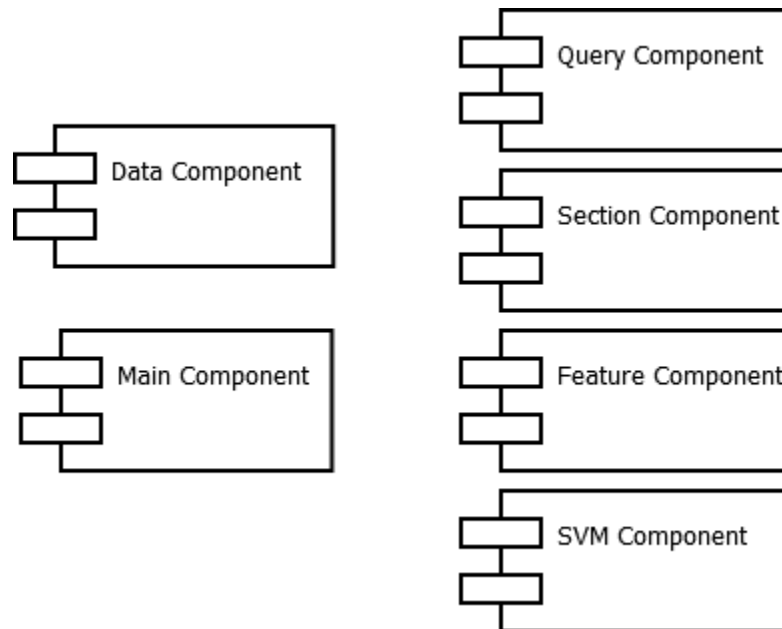 Data Component
Main Component
Query Component
Section Component
Feature Component
SVM Component